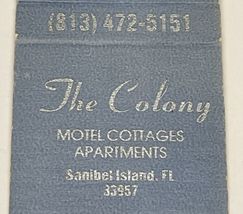 (813) 472-5151
The Colony
MOTEL COTTAGES
APARTMENTS
Sanibel Island, FL
33957